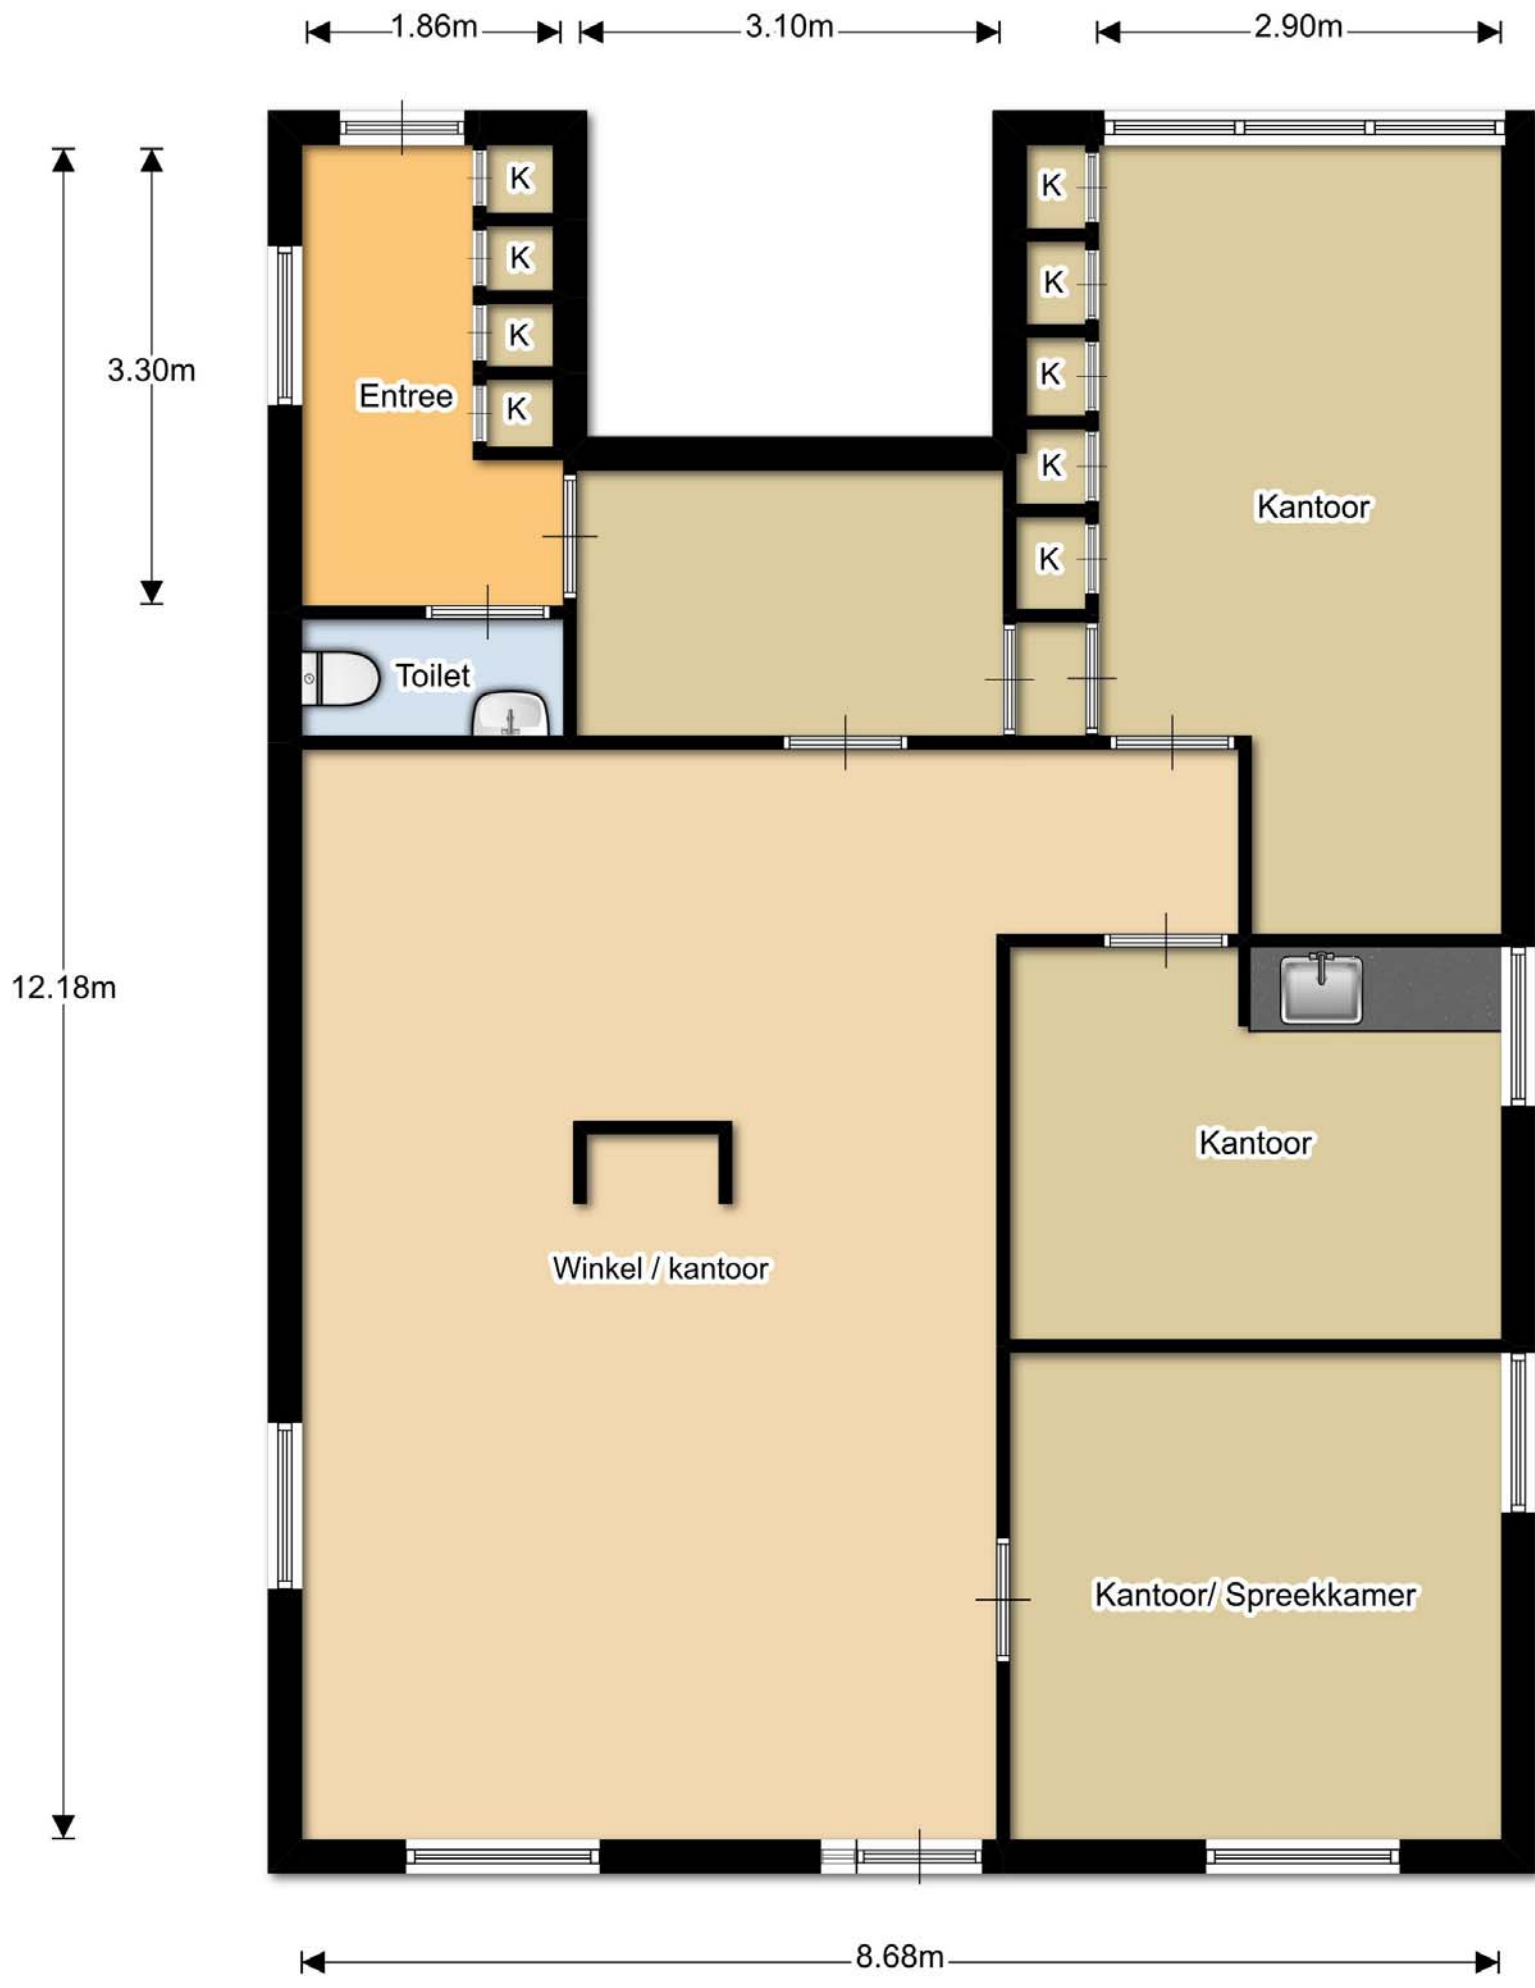 1.86m
3.10m
2.90m
K
K
K
K
K
K
K
K
K
3.30m
Entree
Kantoor
Toilet
12.18m
Kantoor
Winkel / kantoor
Kantoor/ Spreekkamer
8.68m